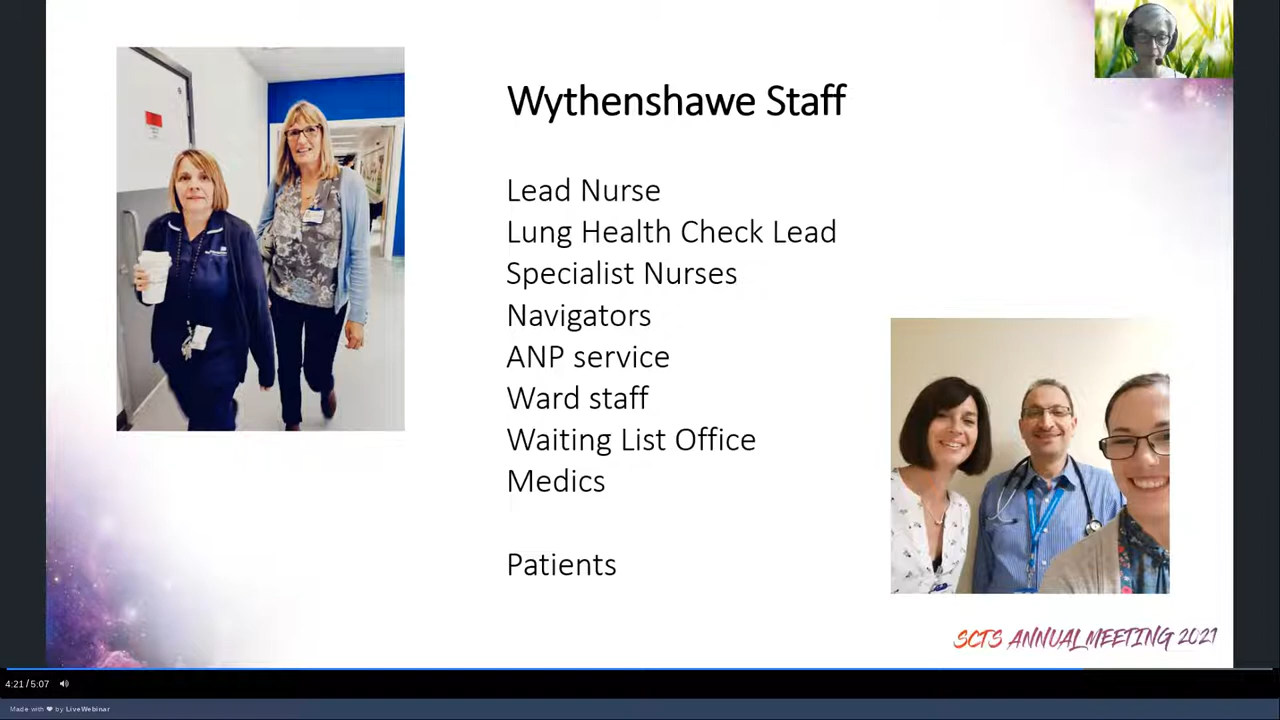 Wythenshawe Staff
Lead Nurse
Lung Health Check Lead
Specialist Nurses
Navigators
ANP service
Ward staff
Waiting List Office
Medics
Patients
SCTS ANNUAL MEETING 2021
4:21 / 5:07
Made with ❤ by LiveWebinar